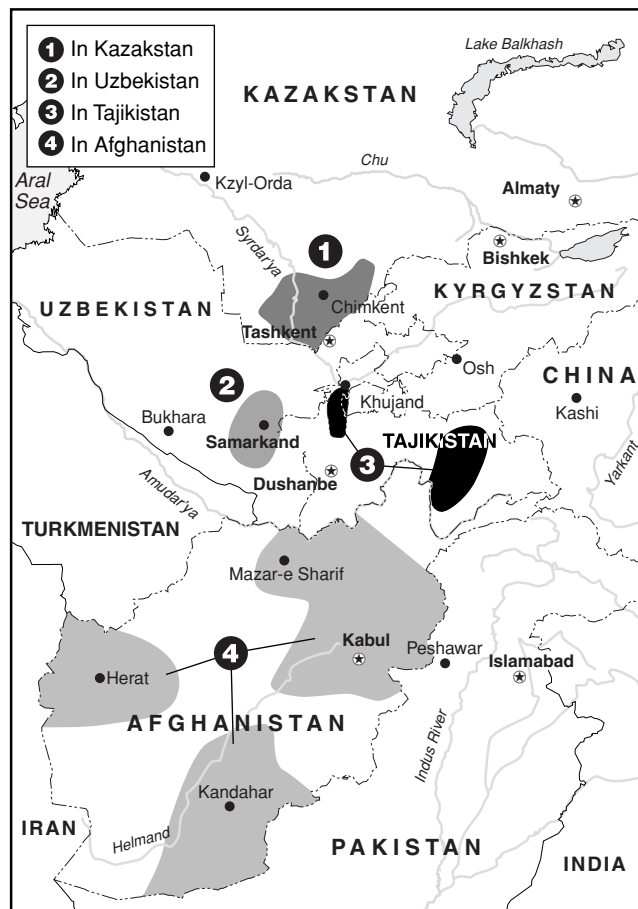 1 In Kazakstan
2 In Uzbekistan
3 In Tajikistan
4 In Afghanistan
Lake Balkhash
KAZAKSTAN
Aral
Sea
Kzyl-Orda
Chu
Almaty
Syrdar'ya
1
Bishkek
Chimkent
KYRGYZSTAN
UZBEKISTAN
Tashkent
Osh
CHINA
2
Khujand
Kashi
Bukhara
Samarkand
TAJIKISTAN
3
Dushanbe
Yarkant
Amudar'ya
TURKMENISTAN
Mazar-e Sharif
Kabul
Peshawar
4
Islamabad
Herat
AFGHANISTAN
Indus River
Kandahar
IRAN
Helmand
PAKISTAN
INDIA